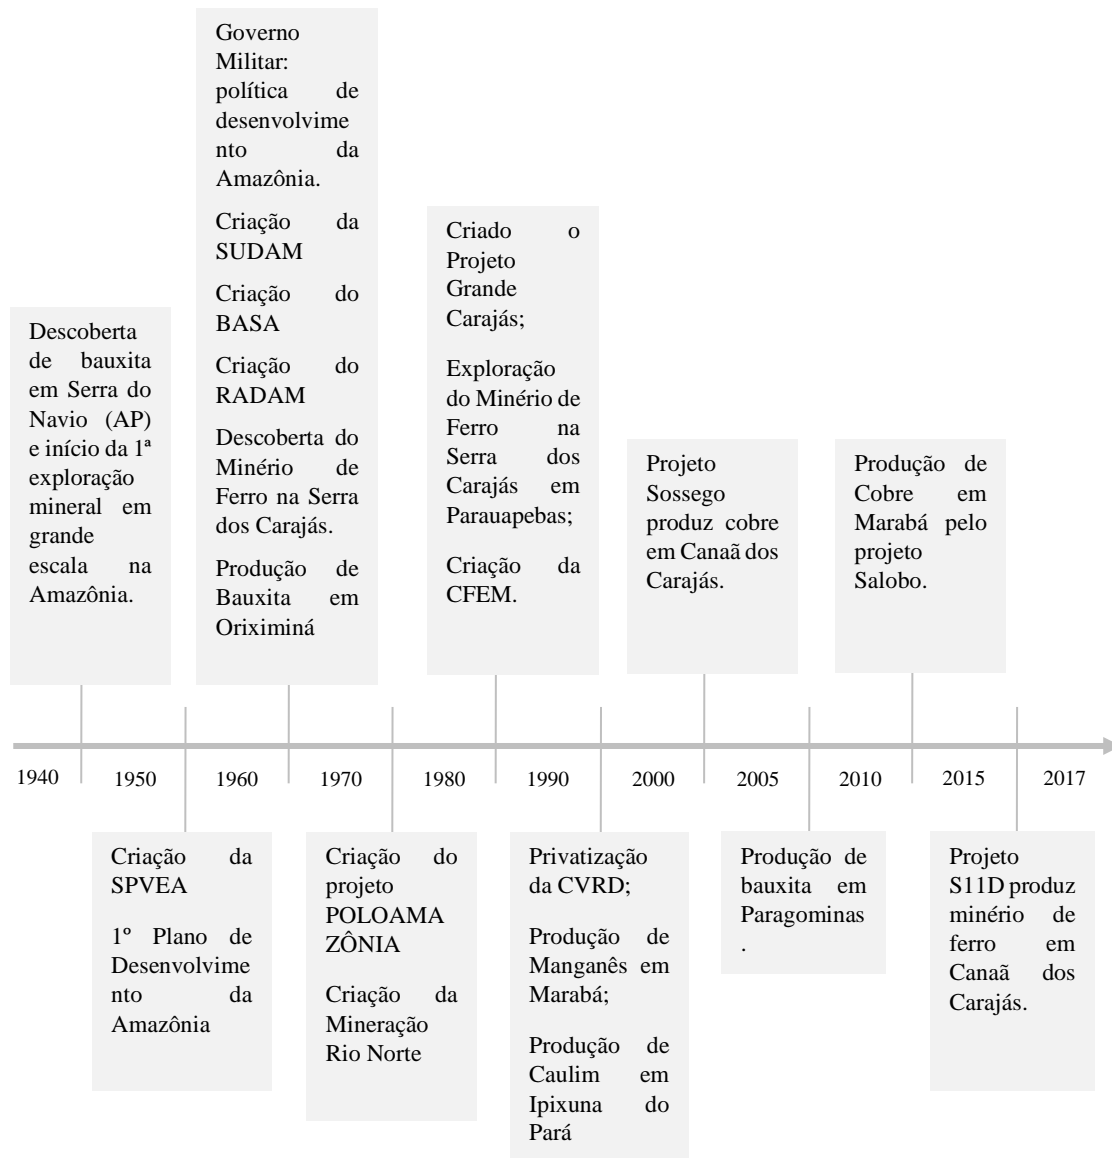 Governo
Militar:
política de
desenvolvime
nto da
Amazônia.
Criação da
SUDAM
Criação do
BASA
Criação do
RADAM
Descoberta do
Minério de
Ferro na Serra
dos Carajás.
Produção de
Bauxita em
Oriximiná
Criado o
Projeto
Grande
Carajás;
Exploração
do Minério de
Ferro na
Serra dos
Carajás em
Parauapebas;
Criação da
CFEM.
Descoberta
de bauxita
em Serra do
Navio (AP)
e início da 1ª
exploração
mineral em
grande
escala na
Amazônia.
Projeto
Sossego
produz cobre
em Canaã dos
Carajás.
Produção de
Cobre em
Marabá pelo
projeto
Salobo.
1940 1950 1960 1970 1980 1990 2000 2005 2010 2015 2017
Criação da
SPVEA
1º Plano de
Desenvolvime
nto da
Amazônia
Criação do
projeto
POLOAMA
ZÔNIA
Criação da
Mineração
Rio Norte
Privatização
da CVRD;
Produção de
Manganês em
Marabá;
Produção de
Caulim em
Ipixuna do
Pará
Produção de
bauxita em
Paragominas
.
Projeto
S11D produz
minério de
ferro em
Canaã dos
Carajás.